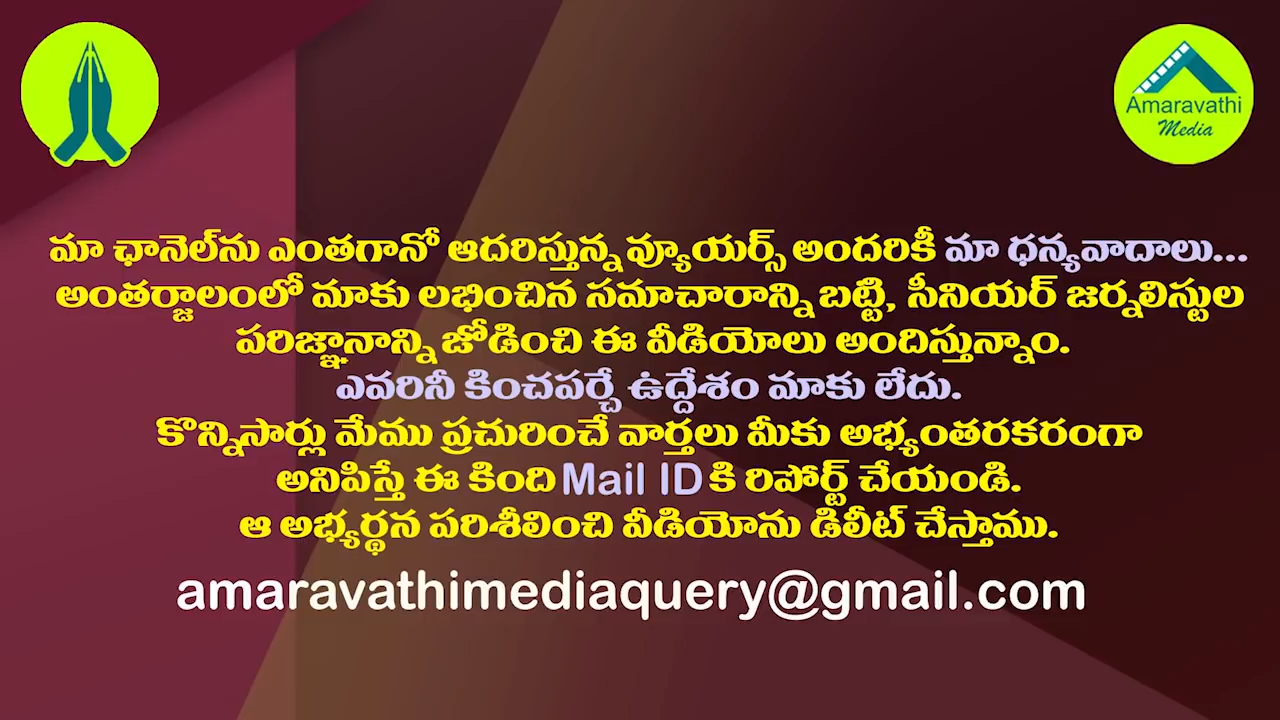 Amaravathi
Media
మా ఛానెల్‌ను ఎంతగానో ఆదరిస్తున్న వ్యూయర్స్ అందరికీ మా ధన్యవాదాలు...
అంతర్జాలంలో మాకు లభించిన సమాచారాన్ని బట్టి, సీనియర్ జర్నలిస్టుల
పరిజ్ఞానాన్ని జోడించి ఈ వీడియోలు అందిస్తున్నాం.
ఎవరినీ కించపర్చే ఉద్దేశం మాకు లేదు.
కొన్నిసార్లు మేము ప్రచురించే వార్తలు మీకు అభ్యంతరకరంగా
అనిపిస్తే ఈ కింది Mail ID కి రిపోర్ట్ చేయండి.
ఆ అభ్యర్థన పరిశీలించి వీడియోను డిలీట్ చేస్తాము.
amaravathimediaquery@gmail.com